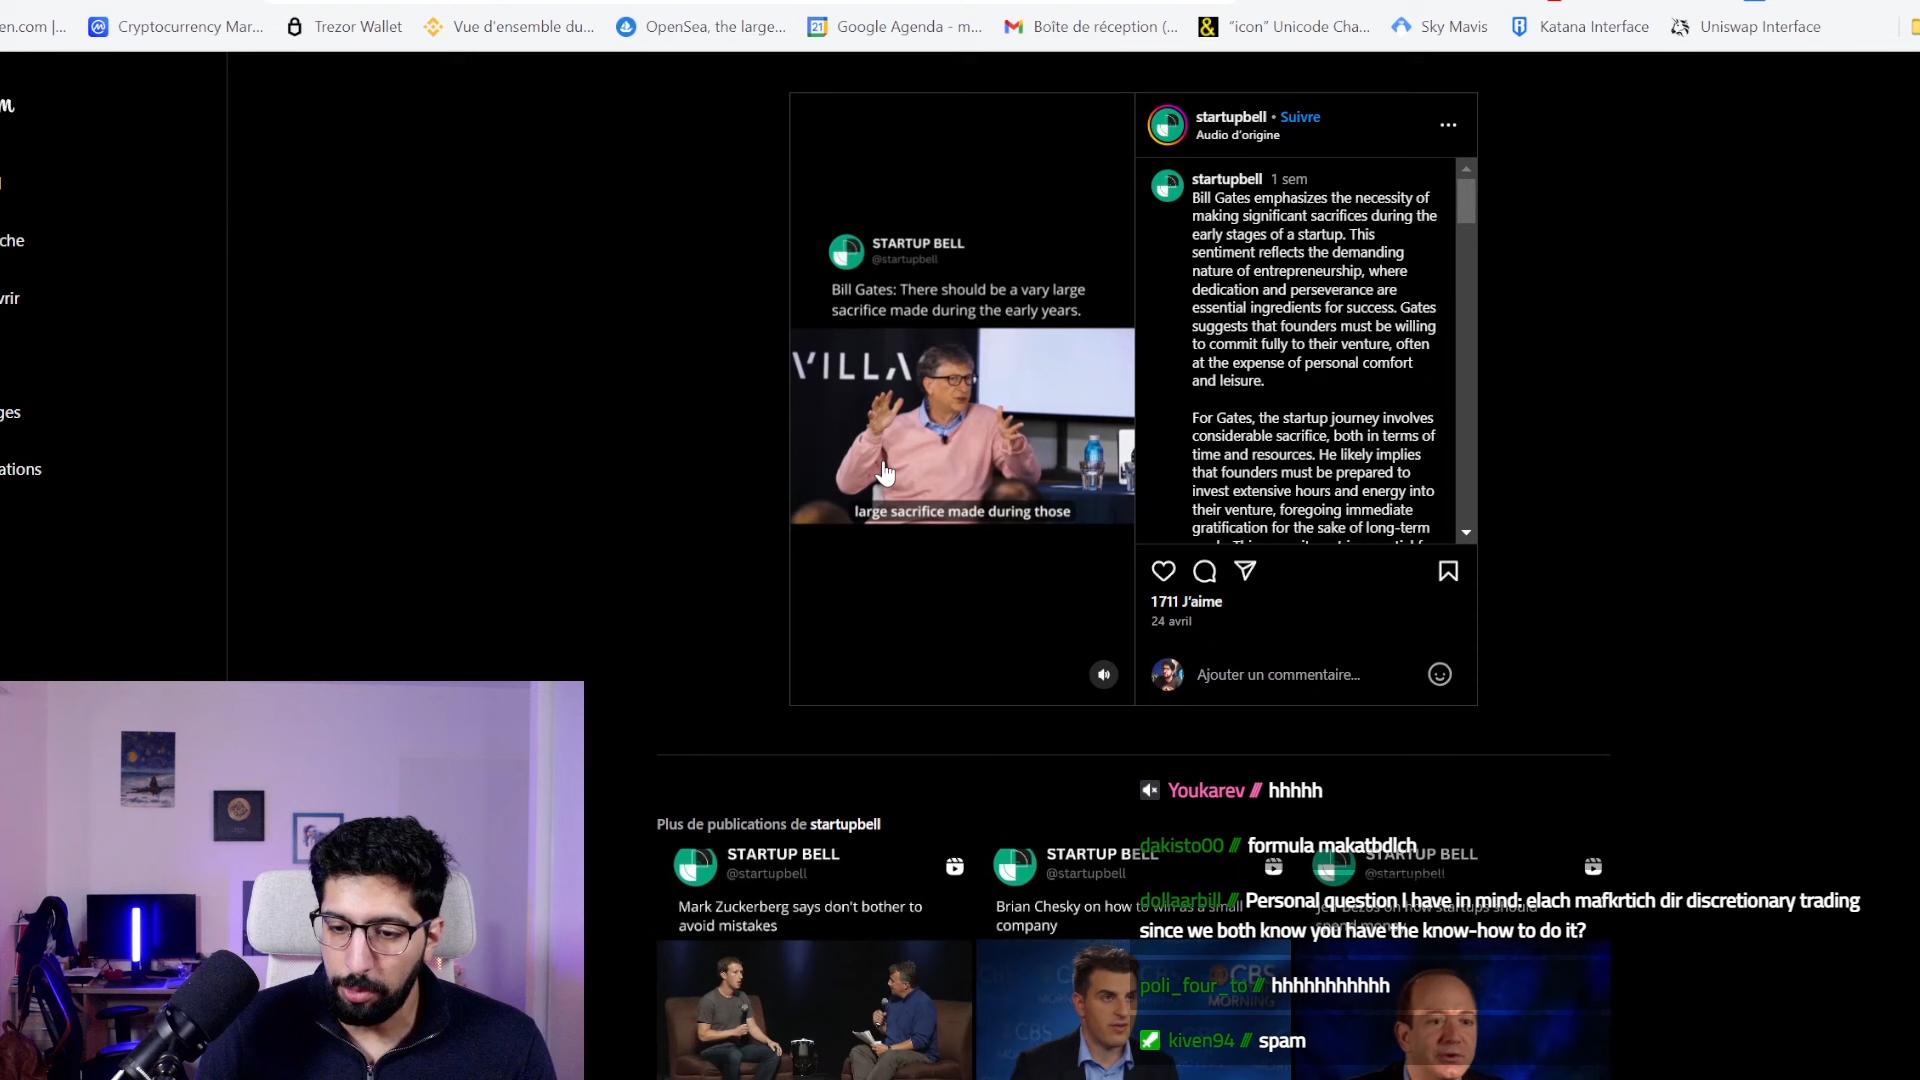 en.com |...
Cryptocurrency Mar...
Trezor Wallet
Vue d'ensemble du...
OpenSea, the large...
21
Google Agenda - m...
Boîte de réception (...
&
"icon" Unicode Cha...
Sky Mavis
Katana Interface
Uniswap Interface
m
che
vrir
ges
ations
STARTUP BELL
@startupbell
Bill Gates: There should be a vary large
sacrifice made during the early years.
VILLA
large sacrifice made during those
startupbell • Suivre
Audio d'origine
startupbell 1 sem
Bill Gates emphasizes the necessity of
making significant sacrifices during the
early stages of a startup. This
sentiment reflects the demanding
nature of entrepreneurship, where
dedication and perseverance are
essential ingredients for success. Gates
suggests that founders must be willing
to commit fully to their venture, often
at the expense of personal comfort
and leisure.
For Gates, the startup journey involves
considerable sacrifice, both in terms of
time and resources. He likely implies
that founders must be prepared to
invest extensive hours and energy into
their venture, foregoing immediate
gratification for the sake of long-term
1711 J'aime
24 avril
Ajouter un commentaire...
Plus de publications de startupbell
STARTUP BELL
@startupbell
Mark Zuckerberg says don't bother to
avoid mistakes
STARTUP BELL
@startupbell
Brian Chesky on how to win as a small
company
CBS
MORNING
STARTUP BELL
@startupbell
Youkarev // hhhhh
dakisto00 // formula makatbdlch
dollaarbill // Personal question I have in mind: elach mafkrtich dir discretionary trading
since we both know you have the know-how to do it?
poli_four_to // hhhhhhhhhhh
kiven94 // spam